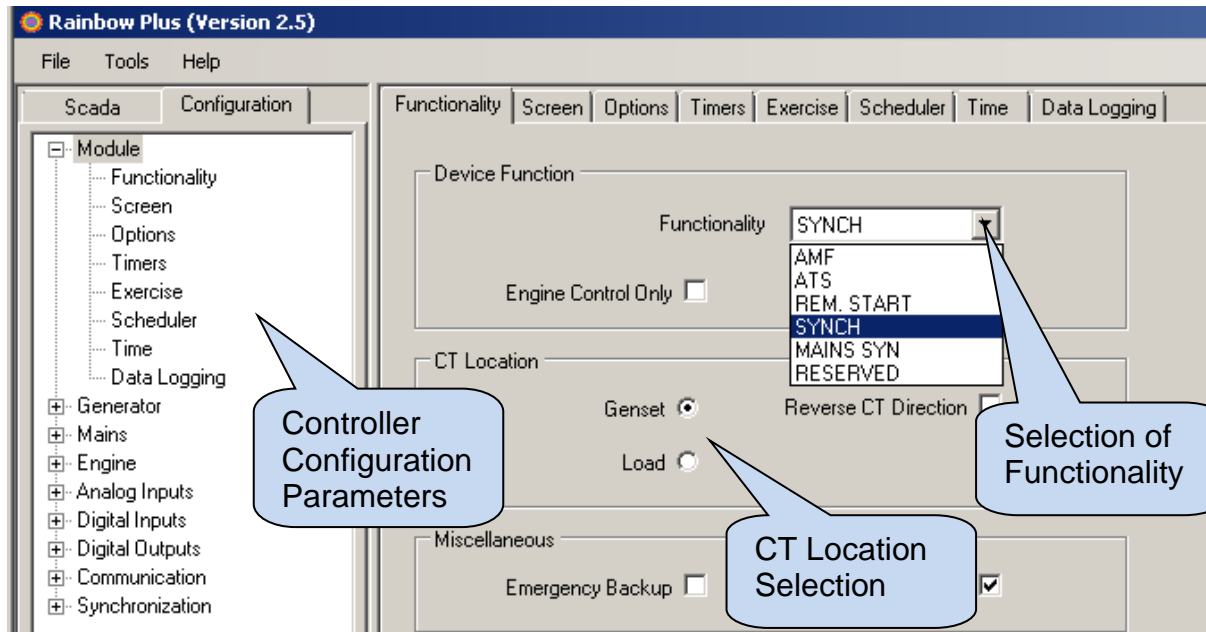 Rainbow Plus (Version 2.5)
File Tools Help
Scada Configuration
Functionality Screen Options Timers Exercise Scheduler Time Data Logging
Module
Functionality
Screen
Options
Timers
Exercise
Scheduler
Time
Data Logging
Generator
Mains
Engine
Analog Inputs
Digital Inputs
Digital Outputs
Communication
Synchronization
Device Function
Functionality SYNCH
AMF
ATS
REM. START
SYNCH
MAINS SYN
RESERVED
Engine Control Only
CT Location
Genset
Reverse CT Direction
Load
Miscellaneous
Emergency Backup
Controller
Configuration
Parameters
CT Location
Selection
Selection of
Functionality